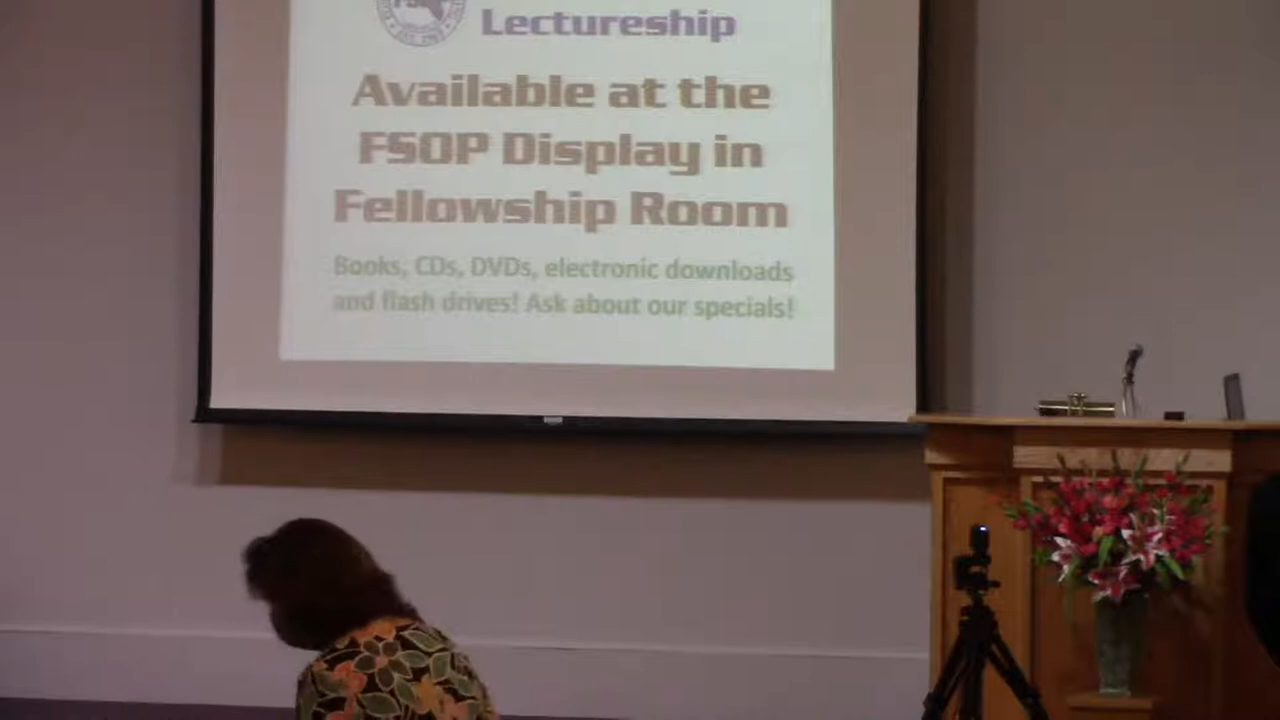 Lectureship
Available at the
FSOP Display in
Fellowship Room
Books, CDs, DVDs, electronic downloads
and flash drives! Ask about our specials!